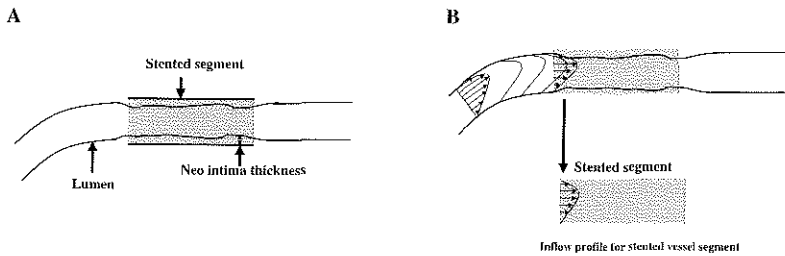 A
Stented segment
Lumen
Neo intima thickness
B
Stented segment
Inflow profile for stented vessel segment